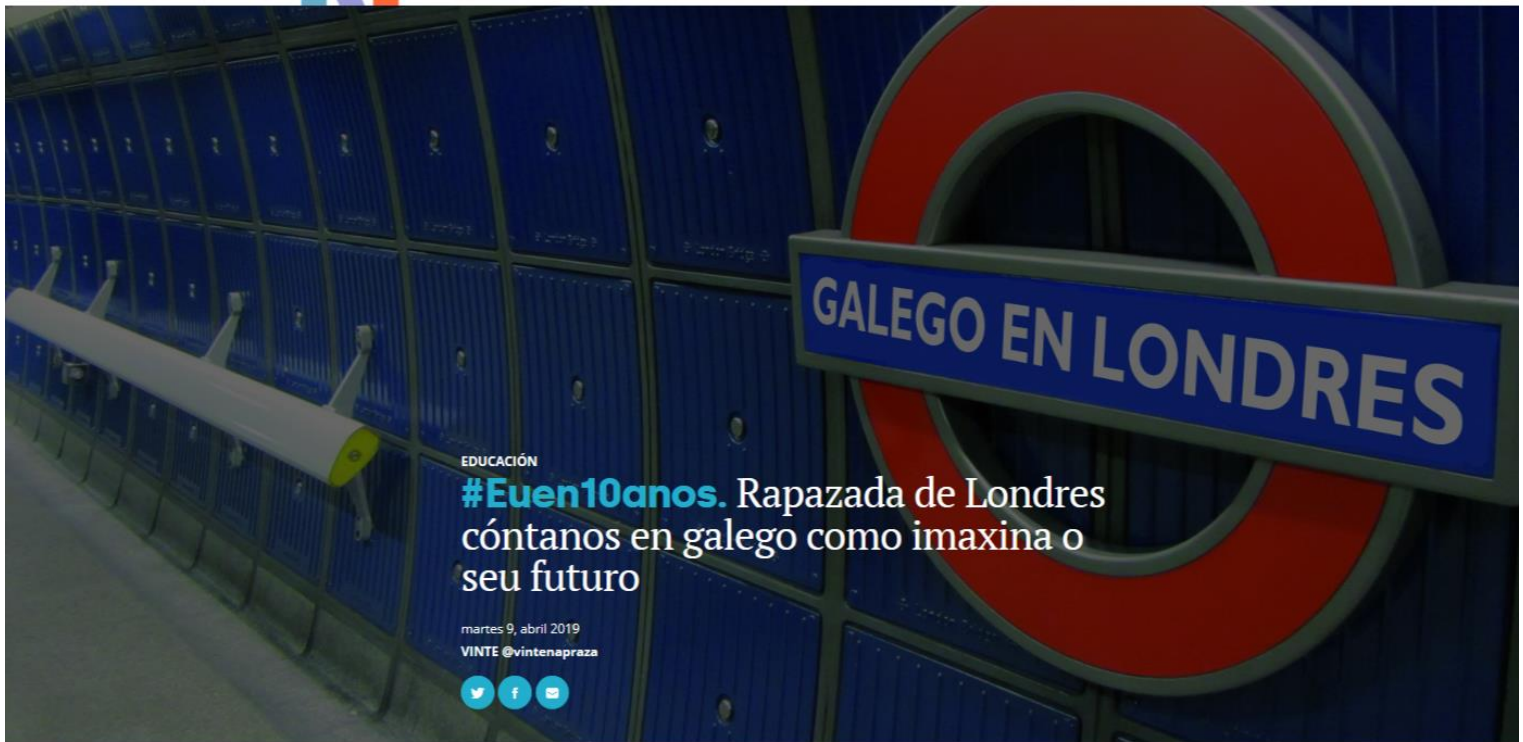 GALEGO EN LONDRES
EDUCACIÓN
#Euen10anos. Rapazada de Londres
cóntanos en galego como imaxina o
seu futuro
martes 9, abril 2019
VINTE @vintenapraza